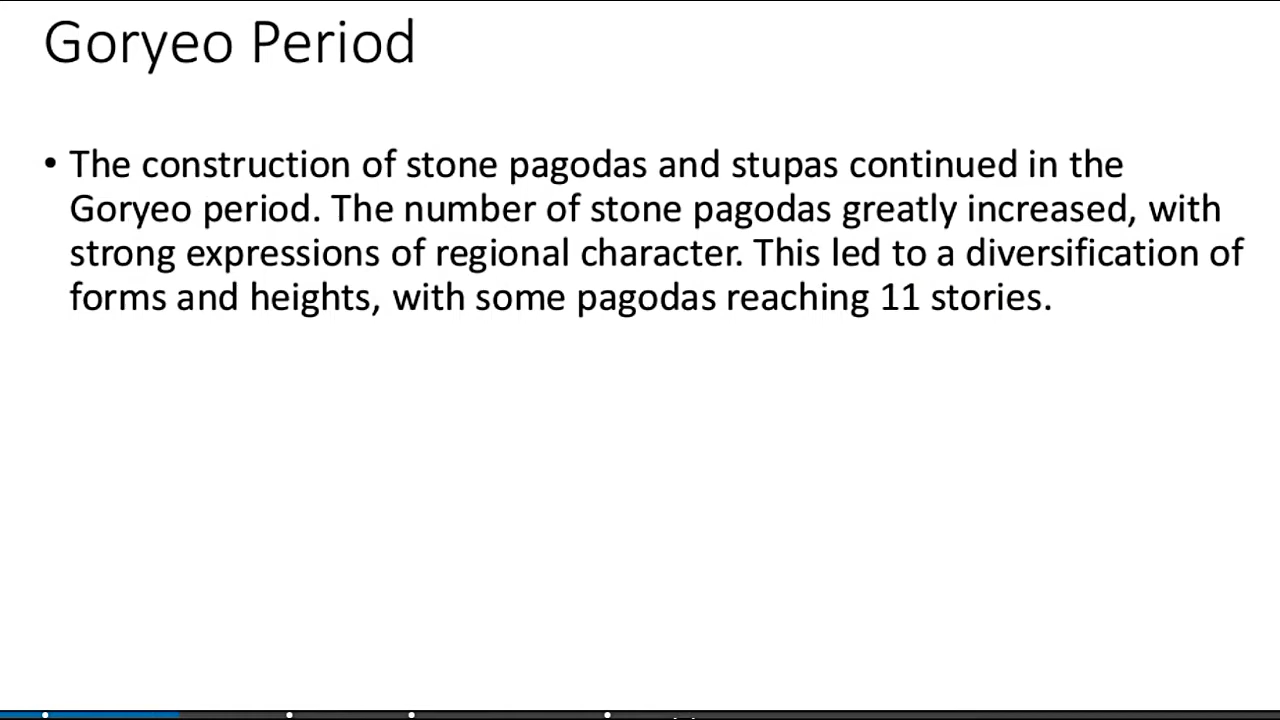 Goryeo Period
• The construction of stone pagodas and stupas continued in the
Goryeo period. The number of stone pagodas greatly increased, with
strong expressions of regional character. This led to a diversification of
forms and heights, with some pagodas reaching 11 stories.